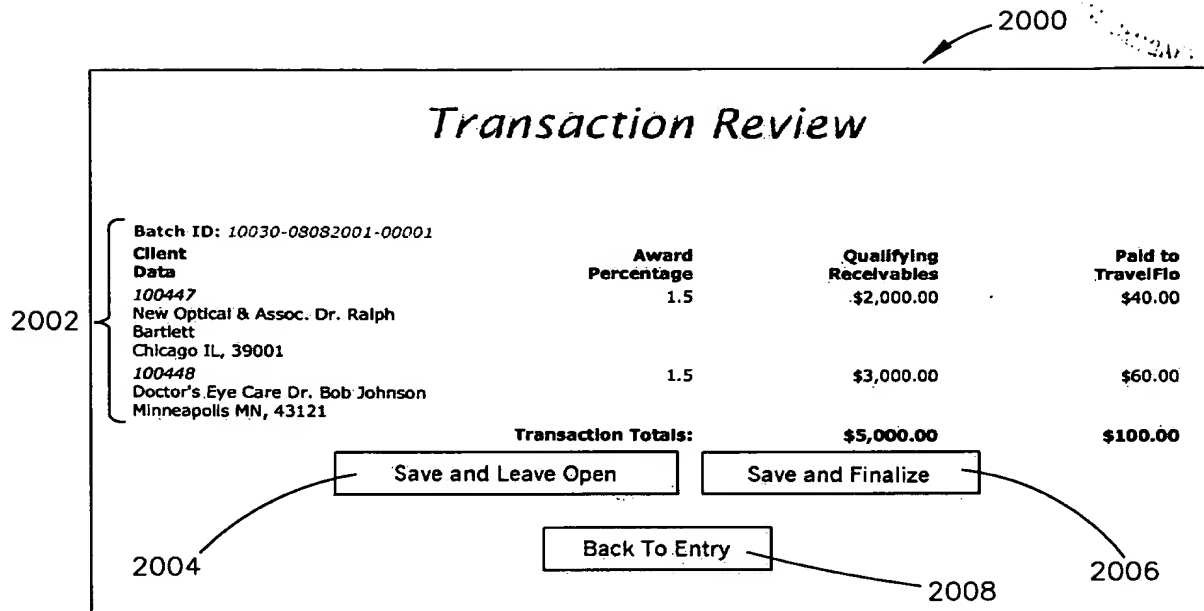 2000
Transaction Review
2002
Batch ID: 10030-08082001-00001
Client Data Award Percentage Qualifying Receivables Paid to TravelFlo
100447 1.5 $2,000.00 $40.00
New Optical & Assoc. Dr. Ralph
Bartlett
Chicago IL, 39001
100448 1.5 $3,000.00 $60.00
Doctor's Eye Care Dr. Bob Johnson
Minneapolis MN, 43121
Transaction Totals: $5,000.00 $100.00
Save and Leave Open Save and Finalize
Back To Entry
2004 2008 2006